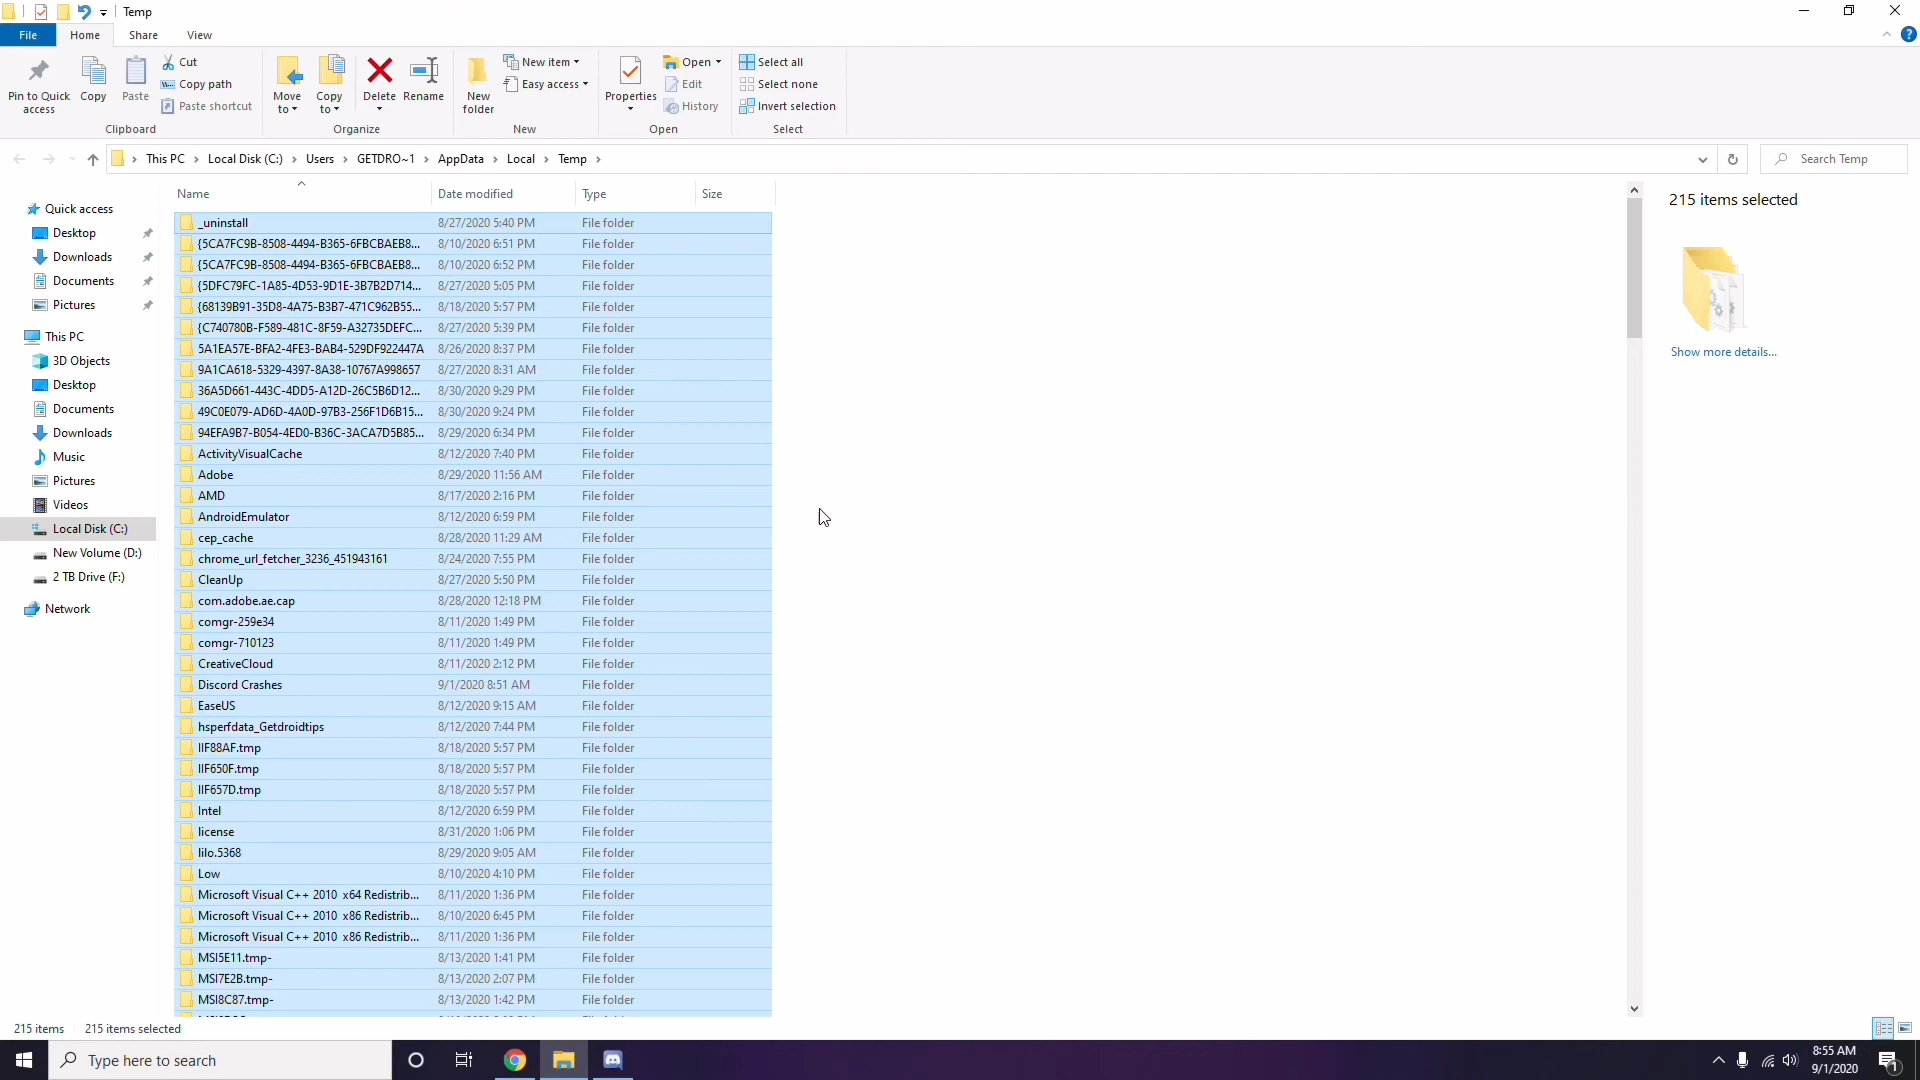 Temp
File Home Share View
Pin to Quick access
Copy
Paste
Cut
Copy path
Paste shortcut
Clipboard
Move to
Copy to
Delete
Rename
Organize
New folder
New item
Easy access
New
Properties
Open
Edit
History
Open
Select all
Select none
Invert selection
Select
This PC > Local Disk (C:) > Users > GETDRO~1 > AppData > Local > Temp >
Search Temp
Quick access
Desktop
Downloads
Documents
Pictures
This PC
3D Objects
Desktop
Documents
Downloads
Music
Pictures
Videos
Local Disk (C:)
New Volume (D:)
2 TB Drive (F:)
Network
Name Date modified Type Size
_uninstall 8/27/2020 5:40 PM File folder
{5CA7FC9B-8508-4494-B365-6FBCBAEB8... 8/10/2020 6:51 PM File folder
{5CA7FC9B-8508-4494-B365-6FBCBAEB8... 8/10/2020 6:52 PM File folder
{5DFC79FC-1A85-4D53-9D1E-3B7B2D714... 8/27/2020 5:05 PM File folder
{68139B91-35D8-4A75-B3B7-471C962B55... 8/18/2020 5:57 PM File folder
{C740780B-F589-481C-8F59-A32735DEFC... 8/27/2020 5:39 PM File folder
5A1EA57E-BFA2-4FE3-BAB4-529DF922447A 8/26/2020 8:37 PM File folder
9A1CA618-5329-4397-8A38-10767A998657 8/27/2020 8:31 AM File folder
36A5D661-443C-4DD5-A12D-26C5B6D12... 8/30/2020 9:29 PM File folder
49C0E079-AD6D-4A0D-97B3-256F1D6B15... 8/30/2020 9:24 PM File folder
94EFA9B7-B054-4ED0-B36C-3ACA7D5B85... 8/29/2020 6:34 PM File folder
ActivityVisualCache 8/12/2020 7:40 PM File folder
Adobe 8/29/2020 11:56 AM File folder
AMD 8/17/2020 2:16 PM File folder
AndroidEmulator 8/12/2020 6:59 PM File folder
cep_cache 8/28/2020 11:29 AM File folder
chrome_url_fetcher_3236_451943161 8/24/2020 7:55 PM File folder
CleanUp 8/27/2020 5:50 PM File folder
com.adobe.ae.cap 8/28/2020 12:18 PM File folder
comgr-259e34 8/11/2020 1:49 PM File folder
comgr-710123 8/11/2020 1:49 PM File folder
CreativeCloud 8/11/2020 2:12 PM File folder
Discord Crashes 9/1/2020 8:51 AM File folder
EaseUS 8/12/2020 9:15 AM File folder
hsperfdata_Getdroidtips 8/12/2020 7:44 PM File folder
IIF88AF.tmp 8/18/2020 5:57 PM File folder
IIF650F.tmp 8/18/2020 5:57 PM File folder
IIF657D.tmp 8/18/2020 5:57 PM File folder
Intel 8/12/2020 6:59 PM File folder
license 8/31/2020 1:06 PM File folder
lilo.5368 8/29/2020 9:05 AM File folder
Low 8/10/2020 4:10 PM File folder
Microsoft Visual C++ 2010 x64 Redistrib... 8/11/2020 1:36 PM File folder
Microsoft Visual C++ 2010 x86 Redistrib... 8/10/2020 6:45 PM File folder
Microsoft Visual C++ 2010 x86 Redistrib... 8/11/2020 1:36 PM File folder
MSI5E11.tmp- 8/13/2020 1:41 PM File folder
MSI7E2B.tmp- 8/13/2020 2:07 PM File folder
MSI8C87.tmp- 8/13/2020 1:42 PM File folder
215 items selected
Show more details...
215 items 215 items selected
Type here to search
8:55 AM
9/1/2020
1